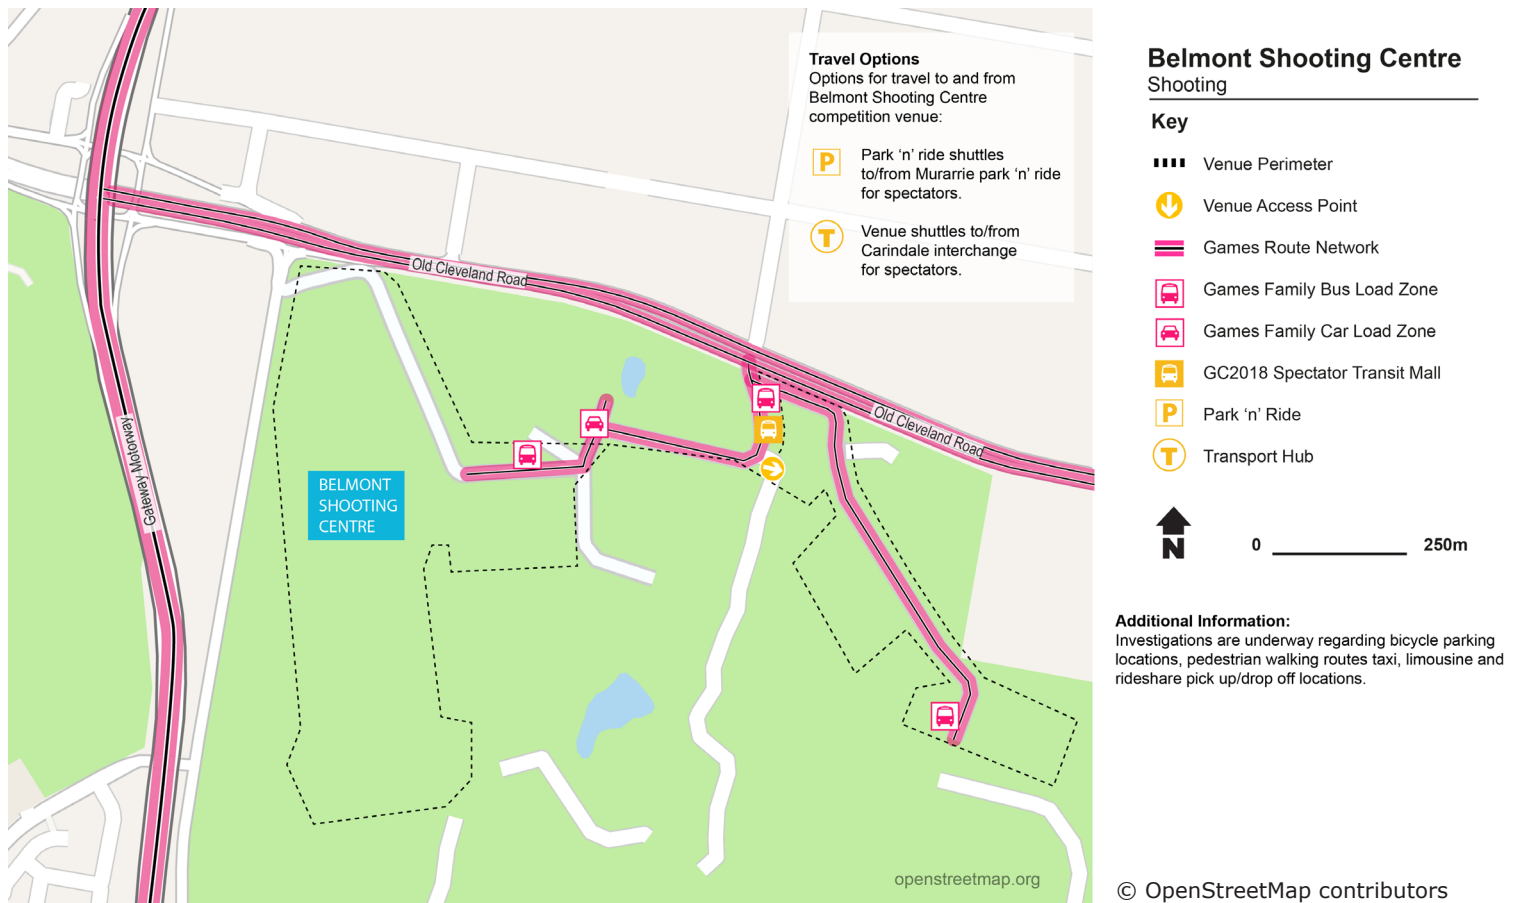 Travel Options
Options for travel to and from
Belmont Shooting Centre
competition venue:
P
Park ‘n’ ride shuttles
to/from Murarrie park ‘n’ ride
for spectators.
T
Venue shuttles to/from
Carindale interchange
for spectators.
Old Cleveland Road
Old Cleveland Road
Gateway Motorway
BELMONT
SHOOTING
CENTRE
openstreetmap.org
Belmont Shooting Centre
Shooting
Key
Venue Perimeter
Venue Access Point
Games Route Network
Games Family Bus Load Zone
Games Family Car Load Zone
GC2018 Spectator Transit Mall
P
Park ‘n’ Ride
T
Transport Hub
N
0 250m
Additional Information:
Investigations are underway regarding bicycle parking
locations, pedestrian walking routes taxi, limousine and
rideshare pick up/drop off locations.
© OpenStreetMap contributors